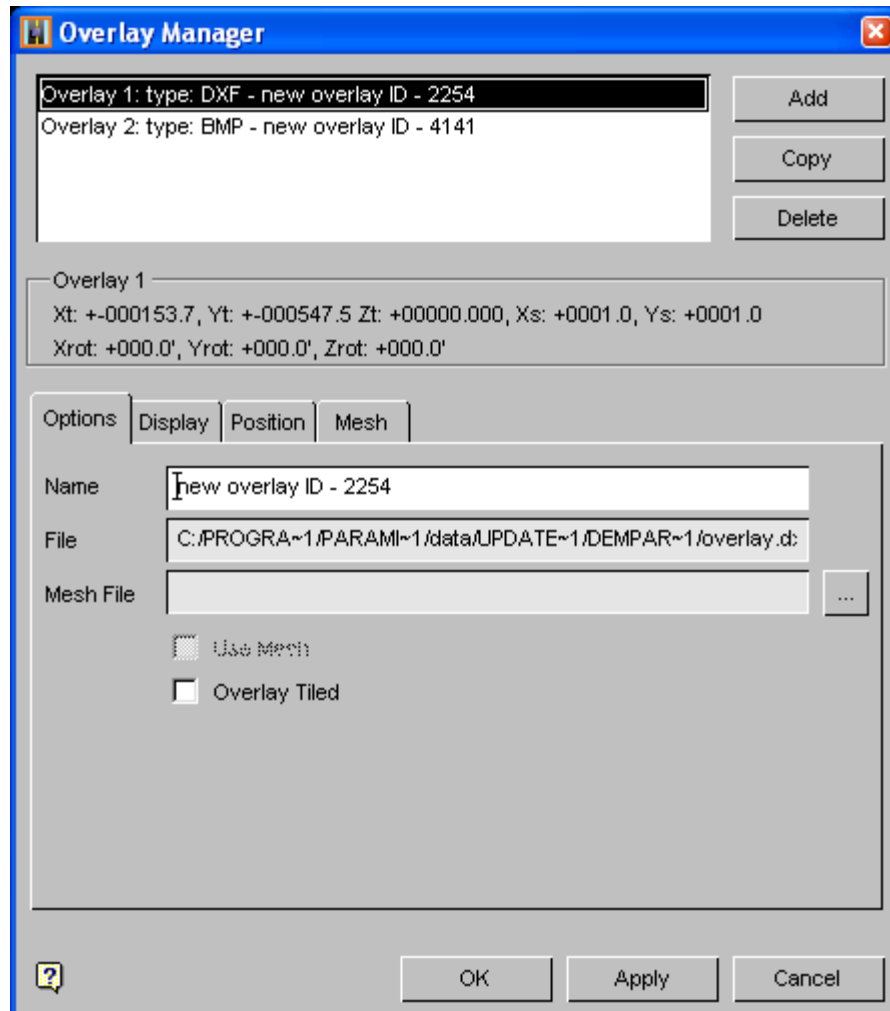 Overlay Manager
Overlay 1: type: DXF - new overlay ID - 2254
Overlay 2: type: BMP - new overlay ID - 4141
Add
Copy
Delete
Overlay 1
Xt: +-000153.7, Yt: +-000547.5 Zt: +00000.000, Xs: +0001.0, Ys: +0001.0
Xrot: +000.0', Yrot: +000.0', Zrot: +000.0'
Options Display Position Mesh
Name new overlay ID - 2254
File C:/PROGRA~1/PARAMI~1/data/UPDATE~1/DEMPAR~1/overlay.d
Mesh File ...
Use Mesh
Overlay Tiled
? OK Apply Cancel